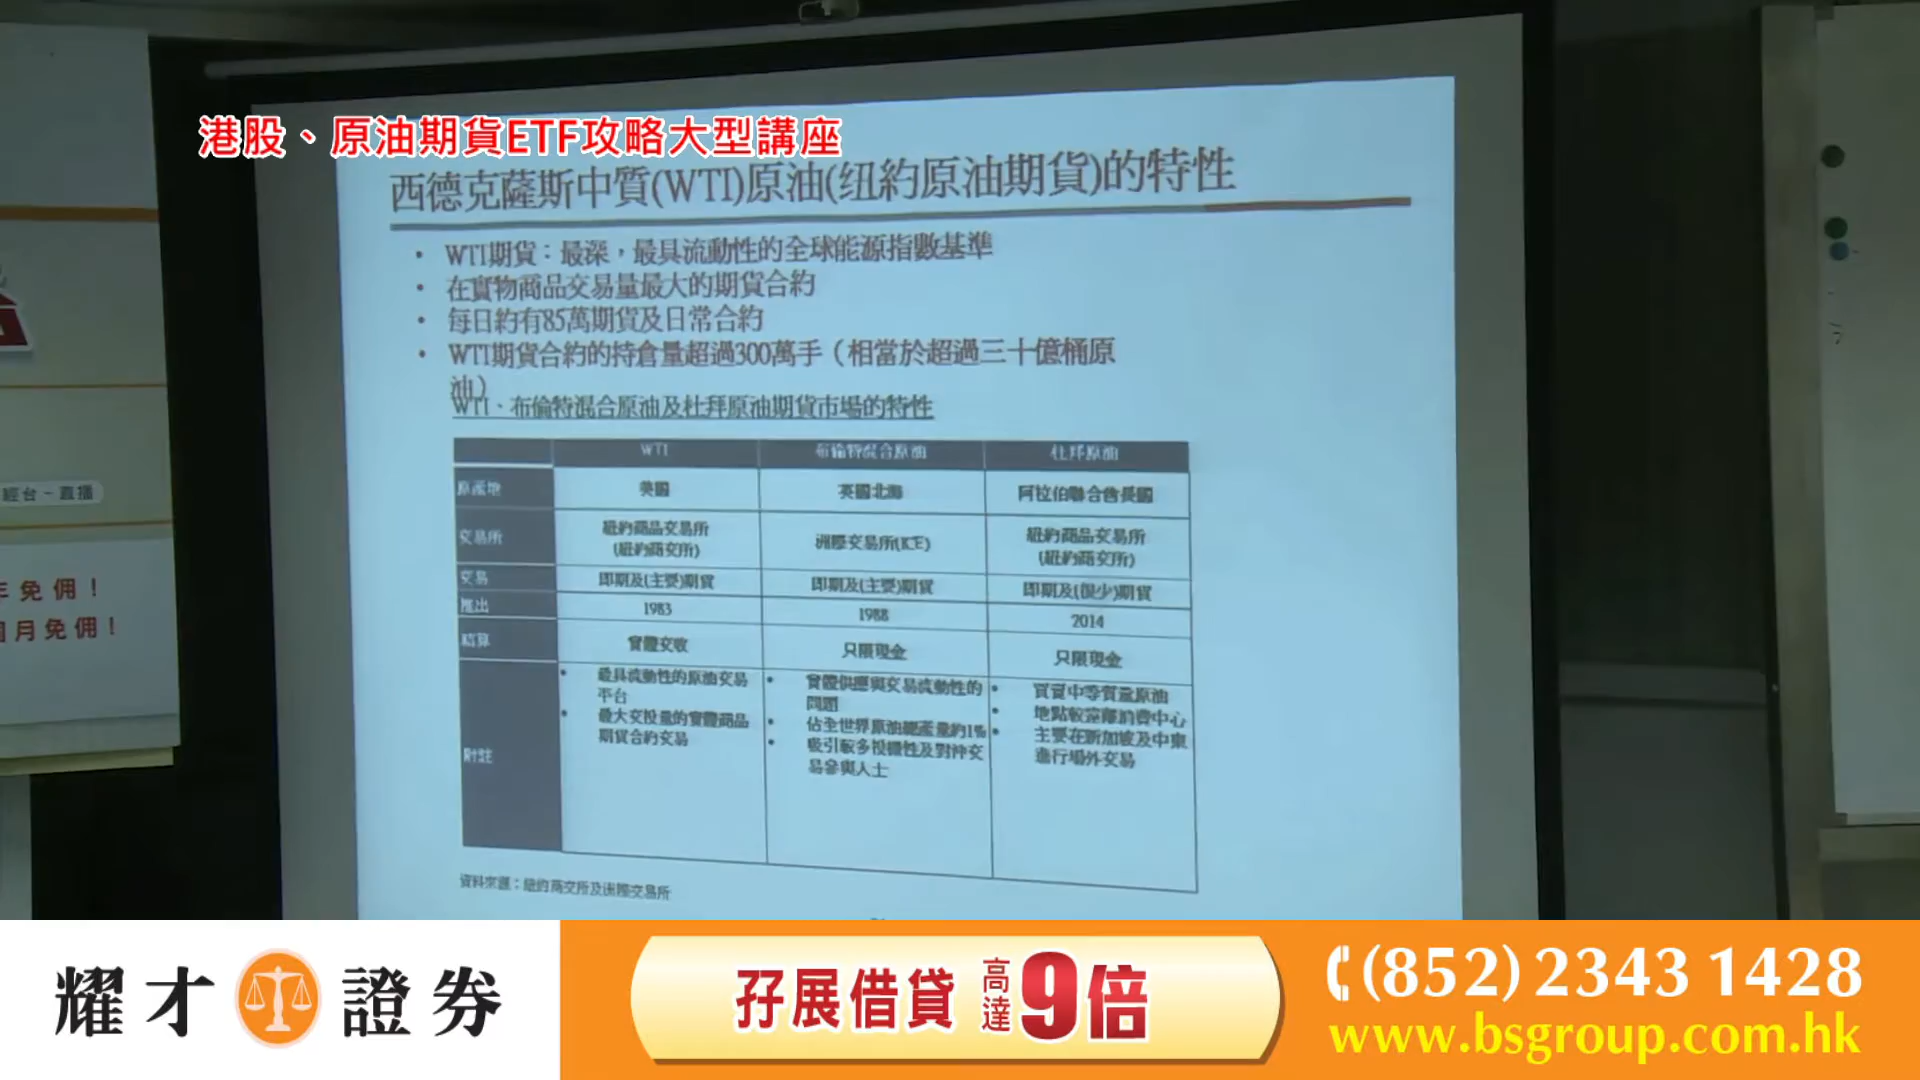 港股、原油期貨ETF攻略大型講座
西德克薩斯中質(WTI)原油(纽約原油期貨)的特性
• WTI期貨：最深，最具流動性的全球能源指數基準
• 在實物商品交易量最大的期貨合約
• 每日約有85萬期貨及日常合約
• WTI期貨合約的持倉量超過300萬手（相當於超過三十億桶原
油）
WTI、布倫特混合原油及杜拜原油期貨市場的特性
WTI 布倫特混合原油 杜拜原油
原產地 美國 英國北海 阿拉伯聯合酋長國
交易所 紐約商品交易所 (紐約商交所) 洲際交易所(ICE) 紐約商品交易所 (紐約商交所)
交易 即期及(主要)期貨 即期及(主要)期貨 即期及(很少)期貨
推出 1983 1988 2014
結算 實體交收 只限現金 只限現金
附註
• 最具流動性的原油交易
平台
• 最大交投量的實體商品
期貨合約交易
• 實體供應與交易流動性的
問題
• 佔全世界原油總產量約1%
• 吸引較多投機性及對沖交
易參與人士
• 買賣中等質量原油
• 地點較靠近消費中心
• 主要在新加坡及中東
進行場外交易
資料來源：紐約商交所及洲際交易所
經台－直播
年免佣！
個月免佣！
耀才證券
孖展借貸 高達9倍
(852) 2343 1428
www.bsgroup.com.hk